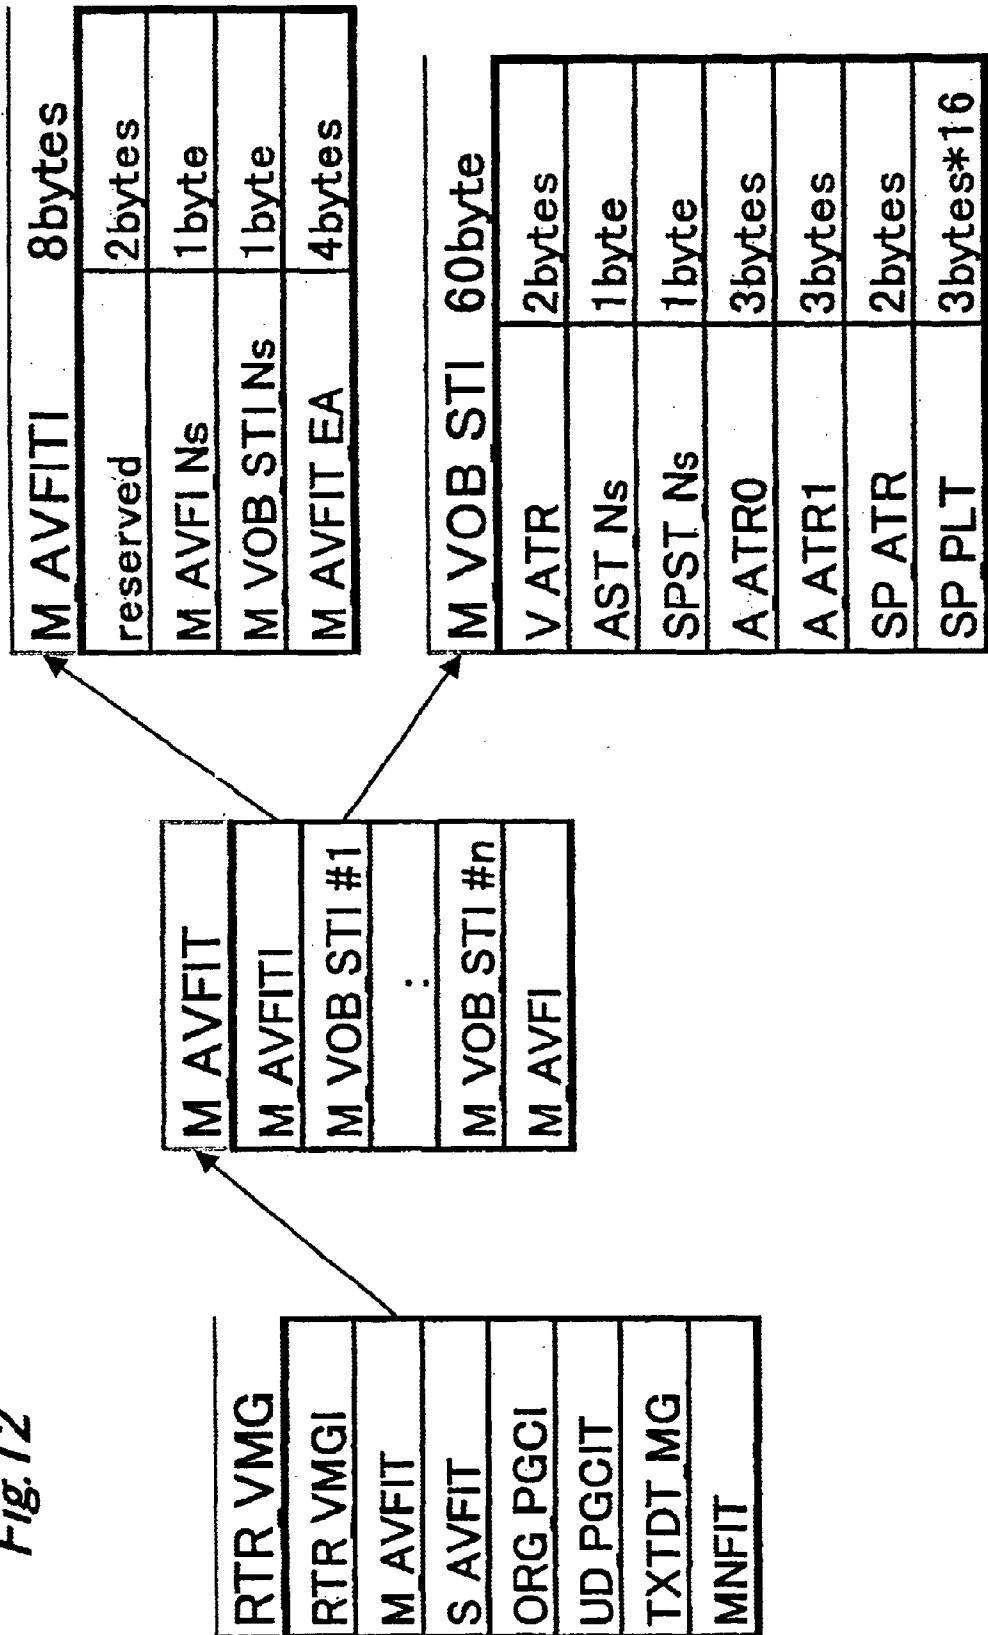 Fig. 12
RTR VMG
RTR VMGI
M AVFIT
S AVFIT
ORG PGCI
UD PGCIT
TXTDT MG
MNFIT
M AVFIT
M AVFITI
M VOB STI #1
:
M VOB STI #n
M AVFI
M AVFITI 8bytes
reserved 2bytes
M AVFI Ns 1byte
M VOB STI Ns 1byte
M AVFIT EA 4bytes
M VOB STI 60byte
V ATR 2bytes
AST Ns 1byte
SPST Ns 1byte
A ATR0 3bytes
A ATR1 3bytes
SP ATR 2bytes
SP PLT 3bytes*16